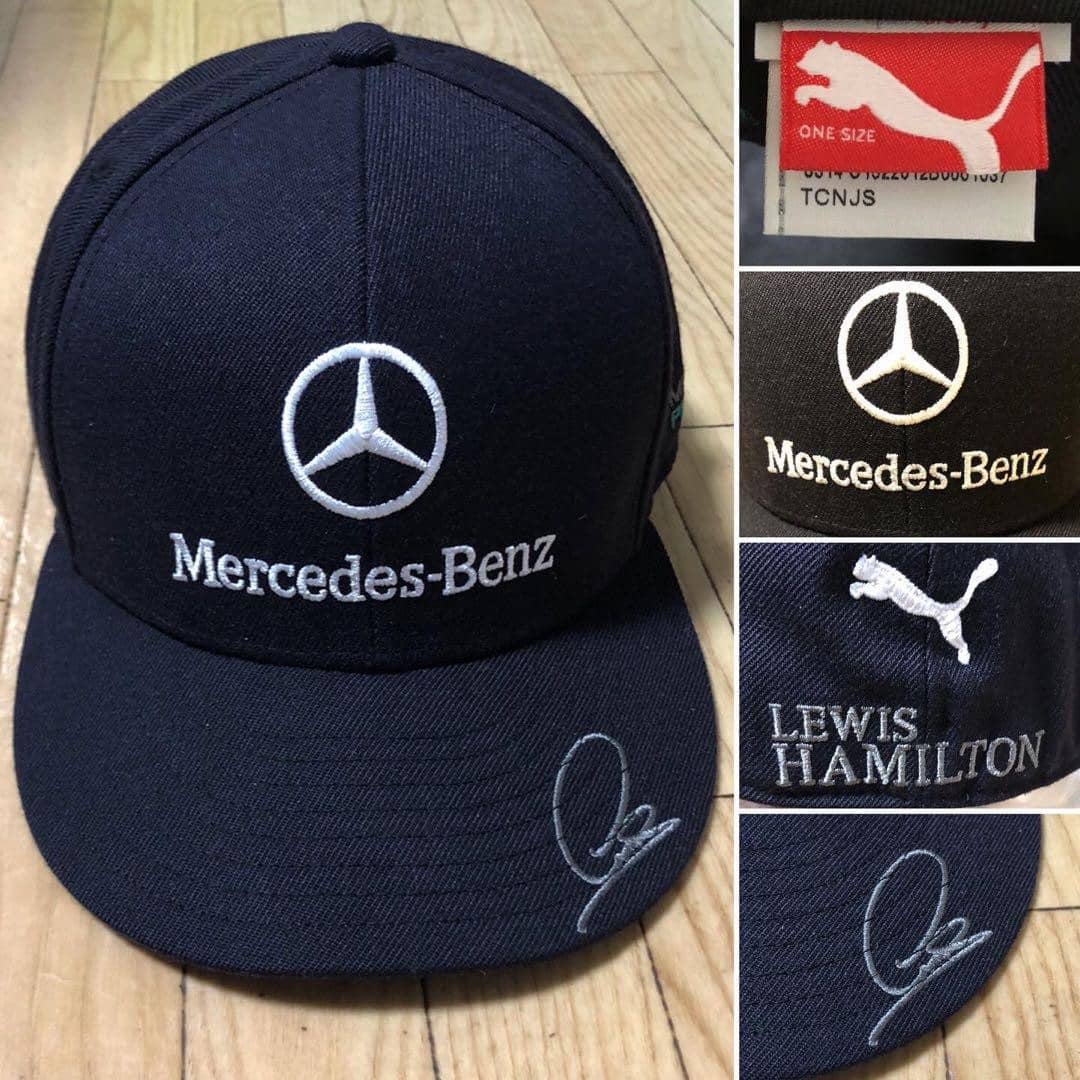 Mercedes-Benz
ONE SIZE
TCNJS
Mercedes-Benz
LEWIS
HAMILTON